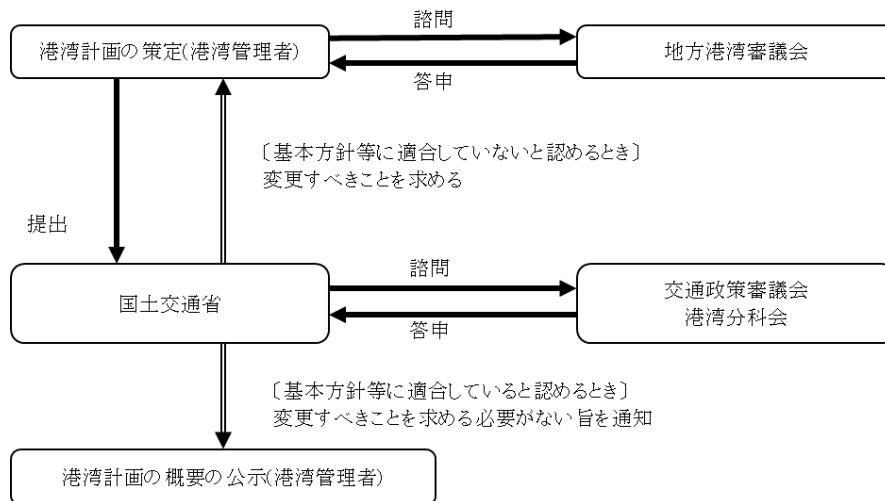 諮問
港湾計画の策定(港湾管理者)
地方港湾審議会
答申
〔基本方針等に適合していないと認めるとき〕
変更すべきことを求める
提出
諮問
国土交通省
交通政策審議会
港湾分科会
答申
〔基本方針等に適合していると認めるとき〕
変更すべきことを求める必要がない旨を通知
港湾計画の概要の公示(港湾管理者)